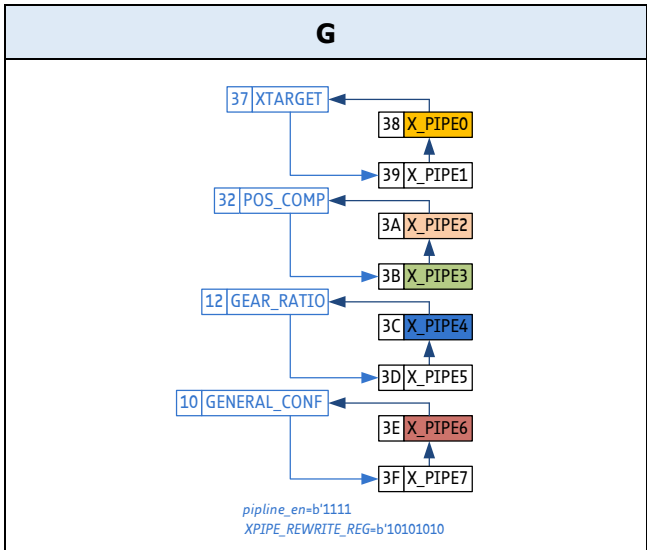 G
37 XTARGET
38 X_PIPE0
39 X_PIPE1
32 POS_COMP
3A X_PIPE2
3B X_PIPE3
12 GEAR_RATIO
3C X_PIPE4
3D X_PIPE5
10 GENERAL_CONF
3E X_PIPE6
3F X_PIPE7
pipline_en=b'1111
XPIPE_REWRITE_REG=b'10101010